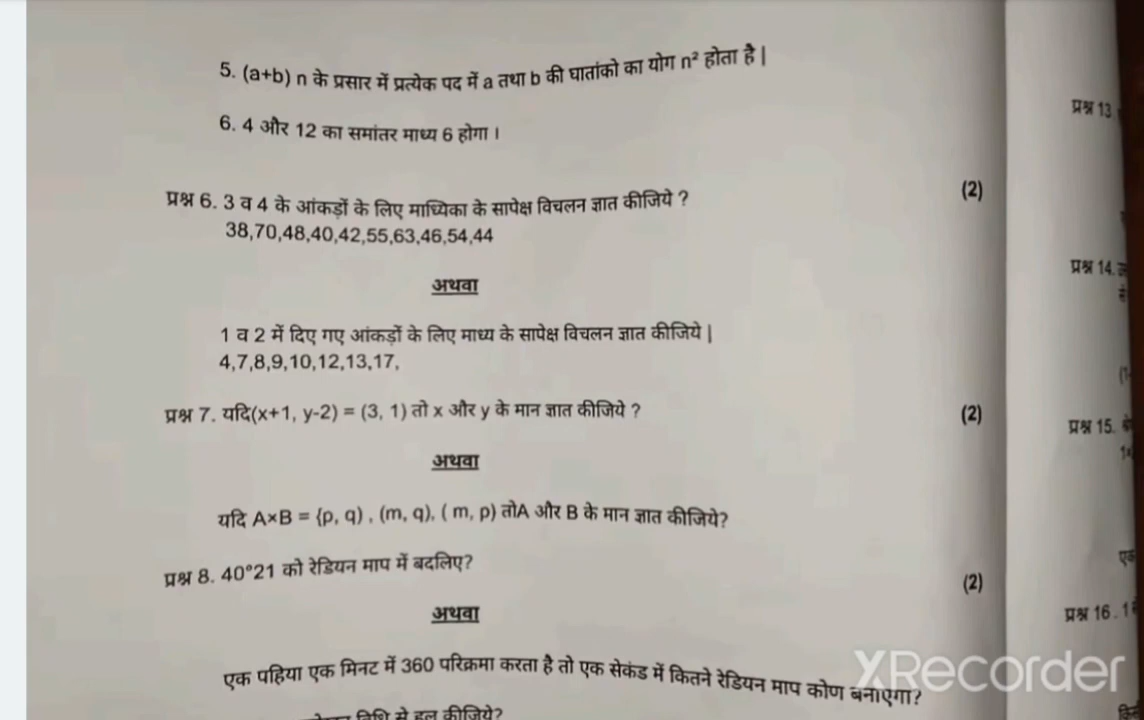 5. (a+b) n के प्रसार में प्रत्येक पद में a तथा b की घातांको का योग n² होता है |
6. 4 और 12 का समांतर माध्य 6 होगा ।
प्रश्न 6. 3 व 4 के आंकड़ों के लिए माध्यिका के सापेक्ष विचलन ज्ञात कीजिये ? (2)
38,70,48,40,42,55,63,46,54,44
अथवा
1 व 2 में दिए गए आंकड़ों के लिए माध्य के सापेक्ष विचलन ज्ञात कीजिये |
4,7,8,9,10,12,13,17,
प्रश्न 7. यदि(x+1, y-2) = (3, 1) तो x और y के मान ज्ञात कीजिये ? (2)
अथवा
यदि A×B = {p, q) , (m, q), ( m, p) तोA और B के मान ज्ञात कीजिये?
प्रश्न 8. 40°21 को रेडियन माप में बदलिए? (2)
अथवा
एक पहिया एक मिनट में 360 परिक्रमा करता है तो एक सेकंड में कितने रेडियन माप कोण बनाएगा?
विधि से हल कीजिये?
प्रश्न 13.
प्रश्न 14.
प्रश्न 15.
एक
प्रश्न 16. 1
XRecorder